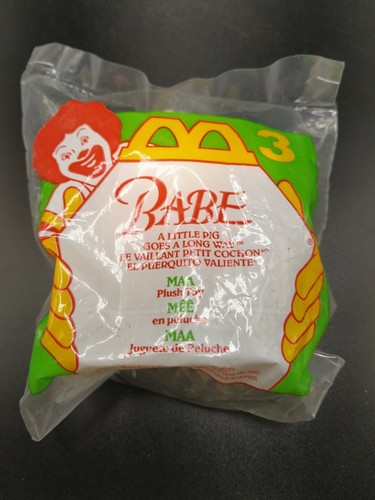 3
BABE
A LITTLE PIG
GOES A LONG WAY™
LE VAILLANT PETIT COCHON
EL PUERQUITO VALIENTE
MAA
Plush Toy
MÊÊ
en peluche
MAA
Juguete de Peluche